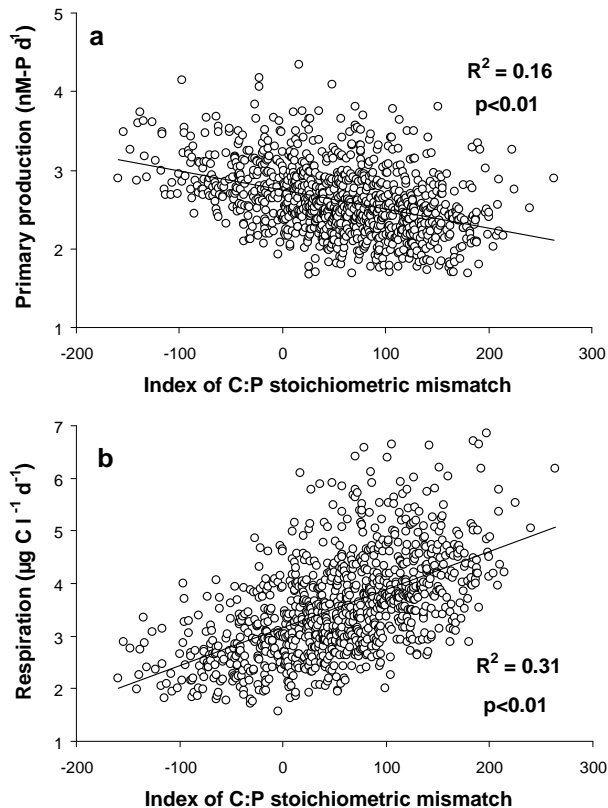 a
R² = 0.16
p<0.01
Primary production (nM-P d¹)
5
4
3
2
1
-200 -100 0 100 200 300
Index of C:P stoichiometric mismatch
b
R² = 0.31
p<0.01
Respiration (µg C l⁻¹ d⁻¹)
7
6
5
4
3
2
1
-200 -100 0 100 200 300
Index of C:P stoichiometric mismatch